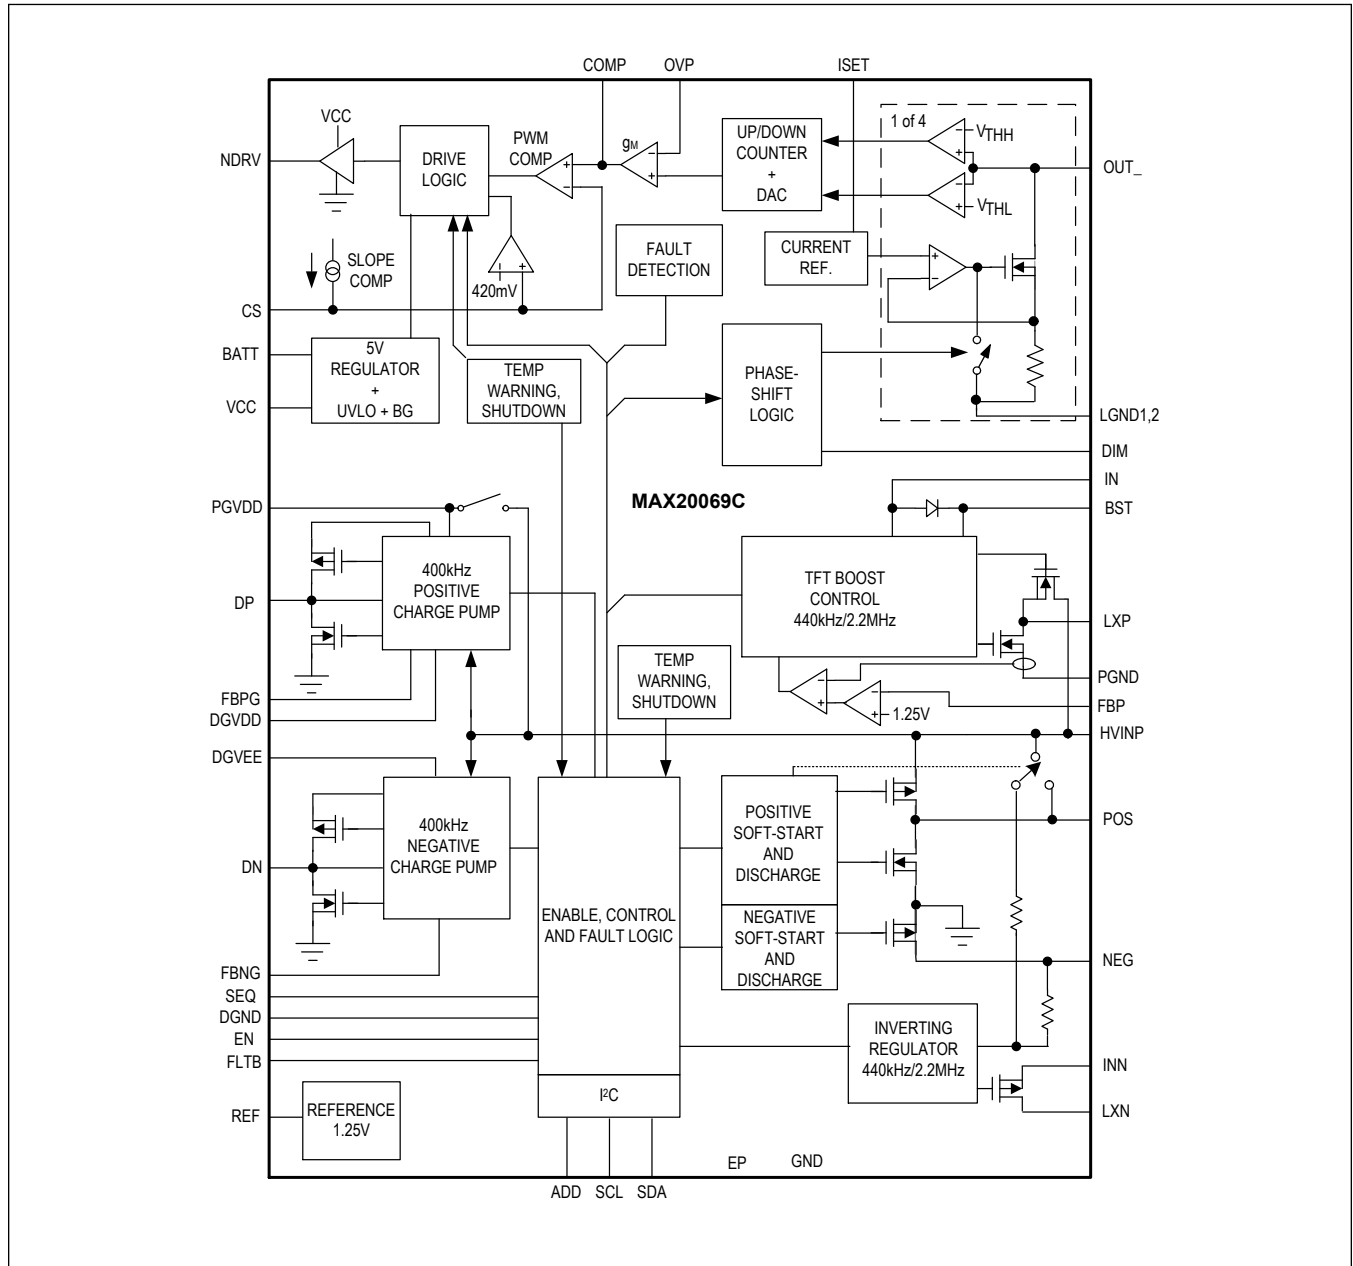 COMP OVP ISET
VCC
NDRV
DRIVE
LOGIC
PWM
COMP
+
−
gM
−
+
UP/DOWN
COUNTER
+
DAC
1 of 4
−
+
VTHH
OUT_
−
+
VTHL
SLOPE
COMP
−
+
420mV
FAULT
DETECTION
CURRENT
REF.
+
−
CS
BATT
VCC
5V
REGULATOR
+
UVLO + BG
TEMP
WARNING,
SHUTDOWN
PHASE-
SHIFT
LOGIC
LGND1,2
DIM
IN
BST
PGVDD
MAX20069C
400kHz
POSITIVE
CHARGE PUMP
DP
TFT BOOST
CONTROL
440kHz/2.2MHz
LXP
PGND
FBPG
DGVDD
TEMP
WARNING,
SHUTDOWN
−
+
−
+
1.25V
FBP
HVINP
DGVEE
400kHz
NEGATIVE
CHARGE PUMP
DN
POSITIVE
SOFT-START
AND
DISCHARGE
POS
ENABLE, CONTROL
AND FAULT LOGIC
NEGATIVE
SOFT-START
AND
DISCHARGE
NEG
FBNG
SEQ
DGND
EN
FLTB
INVERTING
REGULATOR
440kHz/2.2MHz
INN
LXN
REF
REFERENCE
1.25V
I²C
EP GND
ADD SCL SDA